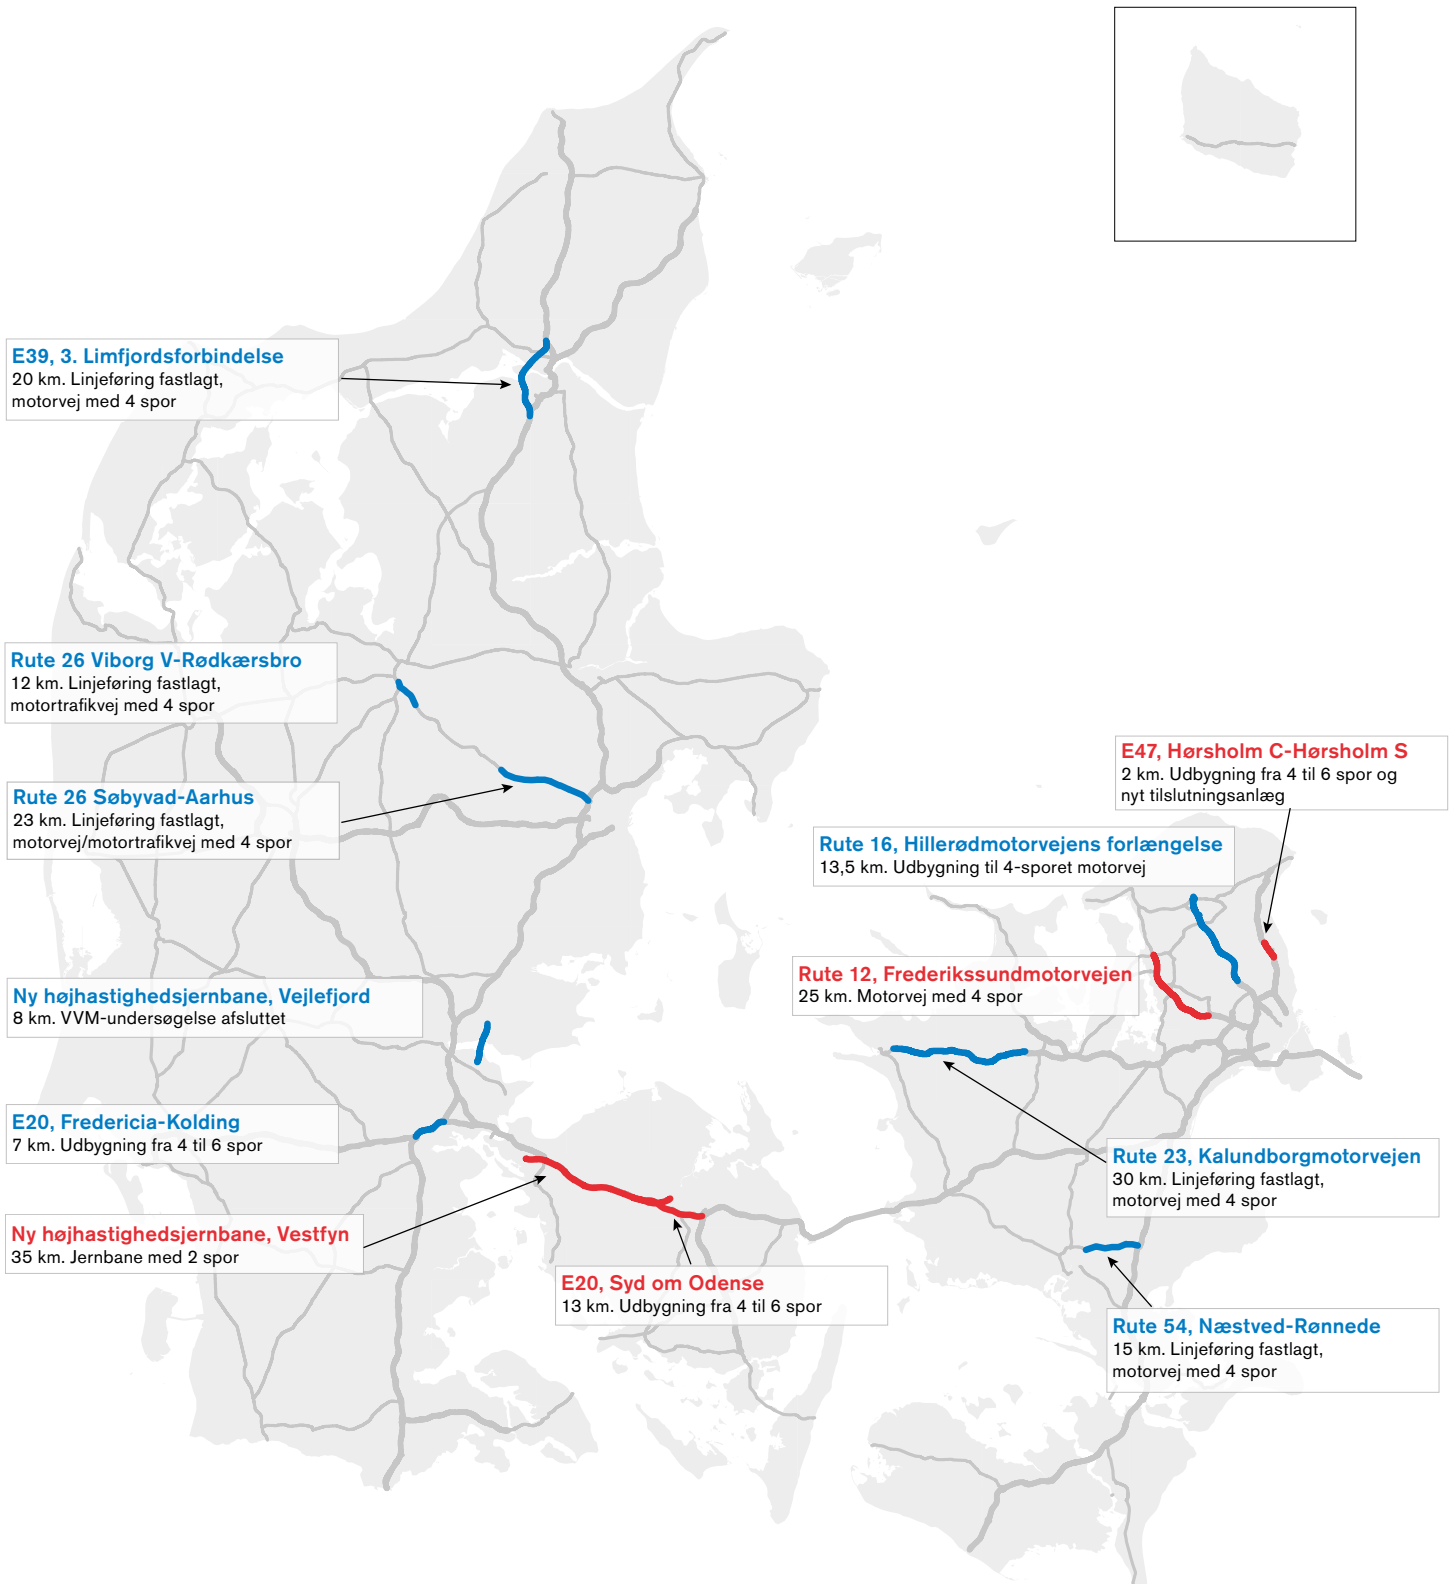 E39, 3. Limfjordsforbindelse
20 km. Linjeføring fastlagt,
motorvej med 4 spor
Rute 26 Viborg V-Rødkærsbro
12 km. Linjeføring fastlagt,
motortrafikvej med 4 spor
Rute 26 Søbyvad-Aarhus
23 km. Linjeføring fastlagt,
motorvej/motortrafikvej med 4 spor
Ny højhastighedsjernbane, Vejlefjord
8 km. VVM-undersøgelse afsluttet
E20, Fredericia-Kolding
7 km. Udbygning fra 4 til 6 spor
Ny højhastighedsjernbane, Vestfyn
35 km. Jernbane med 2 spor
E20, Syd om Odense
13 km. Udbygning fra 4 til 6 spor
E47, Hørsholm C-Hørsholm S
2 km. Udbygning fra 4 til 6 spor og
nyt tilslutningsanlæg
Rute 16, Hillerødmotorvejens forlængelse
13,5 km. Udbygning til 4-sporet motorvej
Rute 12, Frederikssundmotorvejen
25 km. Motorvej med 4 spor
Rute 23, Kalundborgmotorvejen
30 km. Linjeføring fastlagt,
motorvej med 4 spor
Rute 54, Næstved-Rønnede
15 km. Linjeføring fastlagt,
motorvej med 4 spor